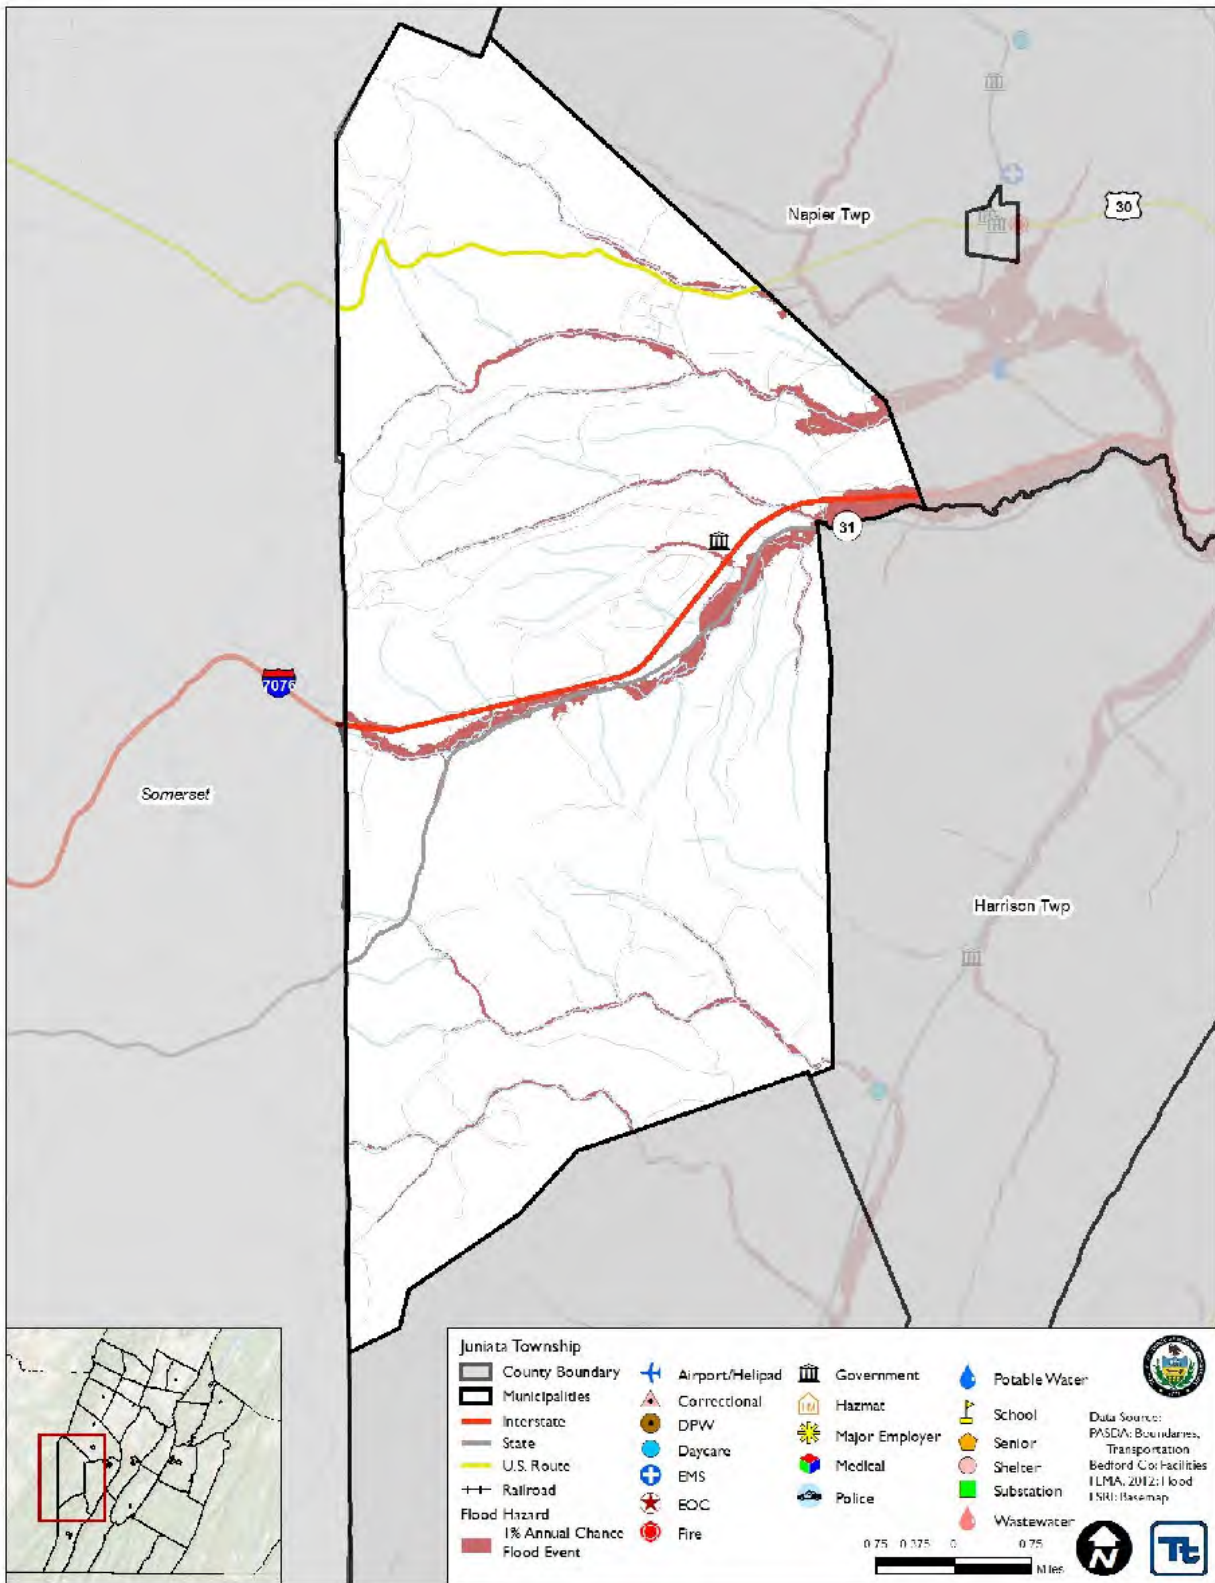 Napier Twp
30
31
7076
Somerset
Harrison Twp
Juniata Township
County Boundary
Municipalities
Interstate
State
U.S. Route
Railroad
Flood Hazard
1% Annual Chance
Flood Event
Airport/Helipad
Correctional
DPW
Daycare
EMS
EOC
Fire
Government
Hazmat
Major Employer
Medical
Police
Potable Water
School
Senior
Shelter
Substation
Wastewater
Data Source:
PASDA: Boundaries,
Transportation
Bedford Co: Facilities
FEMA, 2012: Flood
ESRI: Basemap
0.75 0.375 0 0.75
Miles
N
Tt